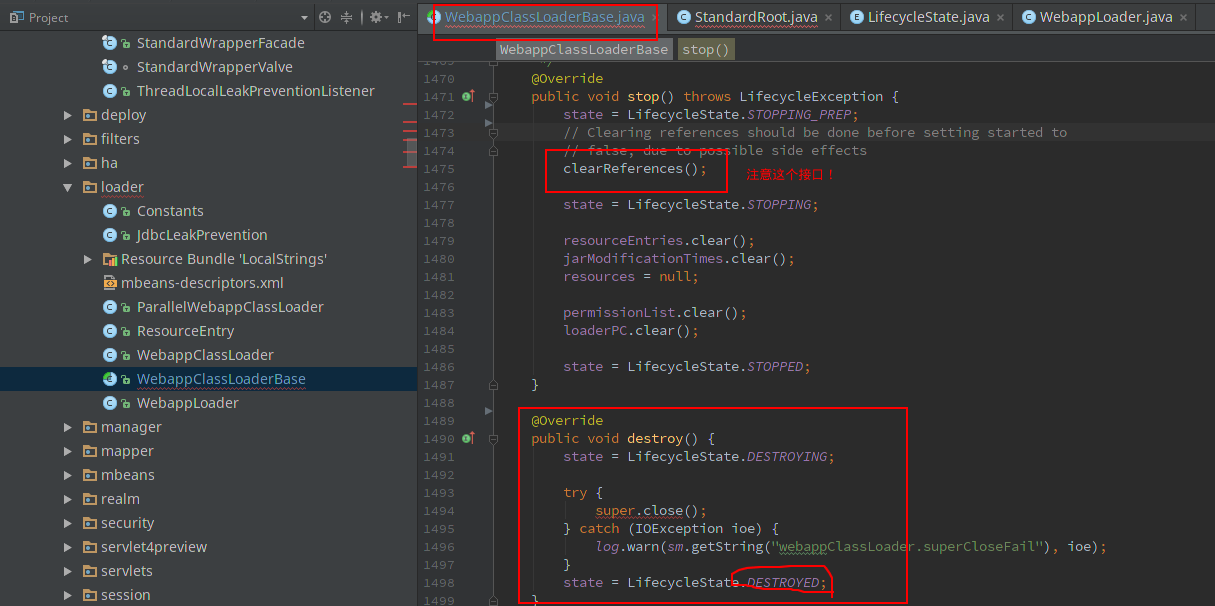 Project
StandardWrapperFacade
StandardWrapperValve
ThreadLocalLeakPreventionListener
deploy
filters
ha
loader
Constants
JdbcLeakPrevention
Resource Bundle 'LocalStrings'
mbeans-descriptors.xml
ParallelWebappClassLoader
ResourceEntry
WebappClassLoader
WebappClassLoaderBase
WebappLoader
manager
mapper
mbeans
realm
security
servlet4preview
servlets
session
WebappClassLoaderBase.java × StandardRoot.java × LifecycleState.java × WebappLoader.java ×
WebappClassLoaderBase stop()
1469 */
1470 @Override
1471 public void stop() throws LifecycleException {
1472 state = LifecycleState.STOPPING_PREP;
1473 // Clearing references should be done before setting started to
1474 // false, due to possible side effects
1475 clearReferences(); 注意这个接口！
1476
1477 state = LifecycleState.STOPPING;
1478
1479 resourceEntries.clear();
1480 jarModificationTimes.clear();
1481 resources = null;
1482
1483 permissionList.clear();
1484 loaderPC.clear();
1485
1486 state = LifecycleState.STOPPED;
1487 }
1488
1489 @Override
1490 public void destroy() {
1491 state = LifecycleState.DESTROYING;
1492
1493 try {
1494 super.close();
1495 } catch (IOException ioe) {
1496 log.warn(sm.getString("webappClassLoader.superCloseFail"), ioe);
1497 }
1498 state = LifecycleState.DESTROYED;
1499 }